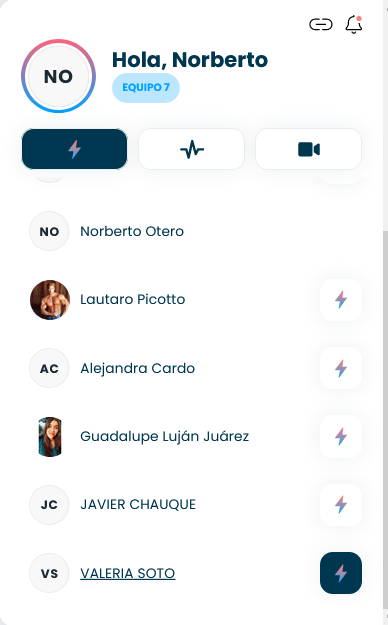 NO
Hola, Norberto
EQUIPO 7
NO
Norberto Otero
Lautaro Picotto
AC
Alejandra Cardo
Guadalupe Luján Juárez
JC
JAVIER CHAUQUE
VS
VALERIA SOTO